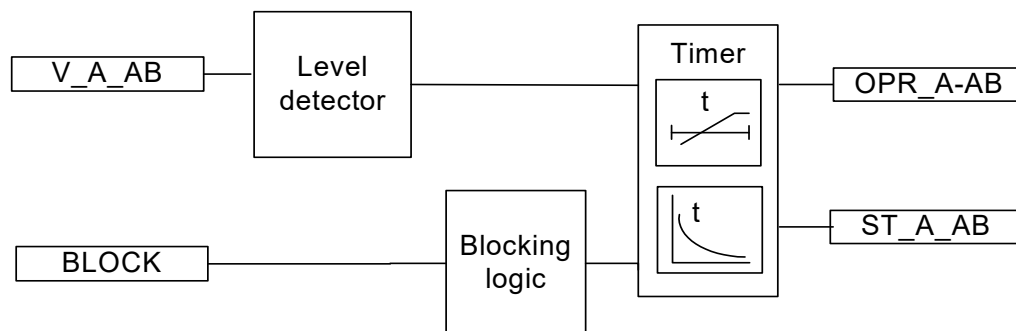 V_A_AB
Level
detector
Timer
t
OPR_A-AB
t
ST_A_AB
BLOCK
Blocking
logic